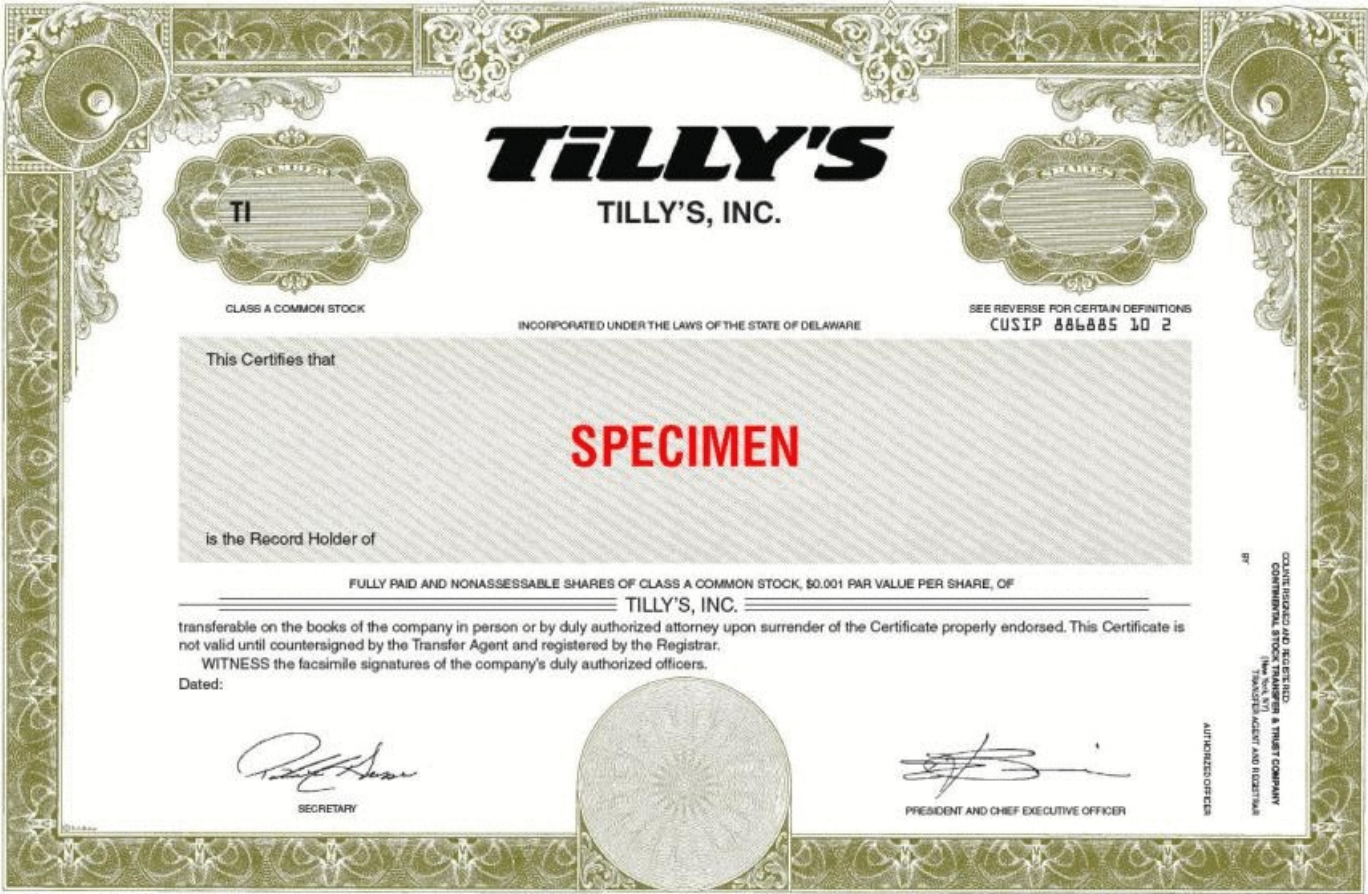 TiLLY'S
TILLY'S, INC.
NUMBER
TI
SHARES
CLASS A COMMON STOCK
SEE REVERSE FOR CERTAIN DEFINITIONS
CUSIP 886885 10 2
INCORPORATED UNDER THE LAWS OF THE STATE OF DELAWARE
This Certifies that
SPECIMEN
is the Record Holder of
FULLY PAID AND NONASSESSABLE SHARES OF CLASS A COMMON STOCK, $0.001 PAR VALUE PER SHARE, OF
TILLY'S, INC.
transferable on the books of the company in person or by duly authorized attorney upon surrender of the Certificate properly endorsed. This Certificate is
not valid until countersigned by the Transfer Agent and registered by the Registrar.
WITNESS the facsimile signatures of the company's duly authorized officers.
Dated:
SECRETARY
PRESIDENT AND CHIEF EXECUTIVE OFFICER
COUNTERSIGNED AND REGISTERED:
CONTINENTAL STOCK TRANSFER & TRUST COMPANY
(New York, NY)
TRANSFER AGENT AND REGISTRAR
BY
AUTHORIZED OFFICER